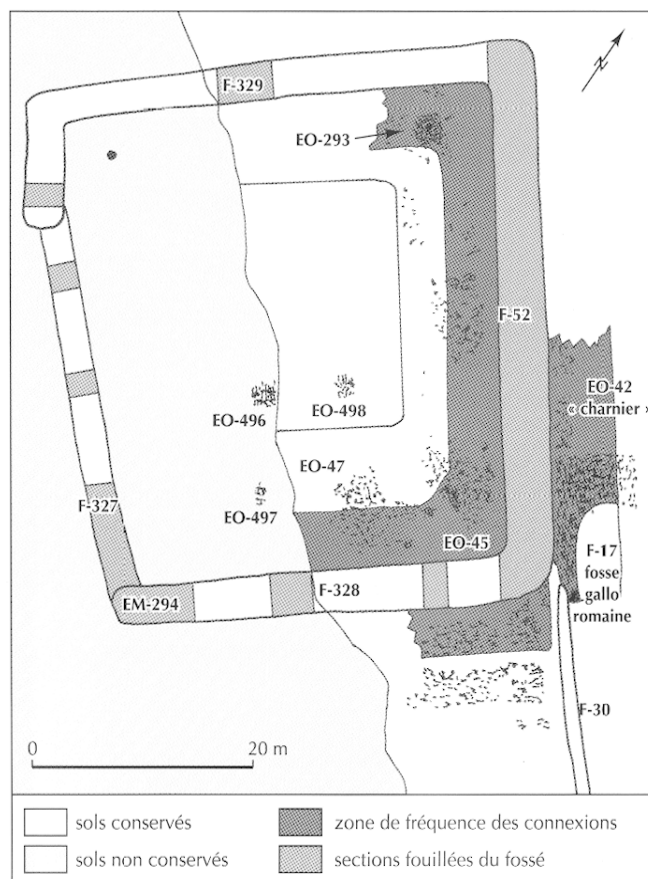 N
F-329
EO-293
F-52
EO-42
« charnier »
EO-496
EO-498
EO-47
F-327
EO-497
F-17
fosse
gallo
romaine
EO-45
EM-294
F-328
F-30
0
20 m
sols conservés
zone de fréquence des connexions
sols non conservés
sections fouillées du fossé